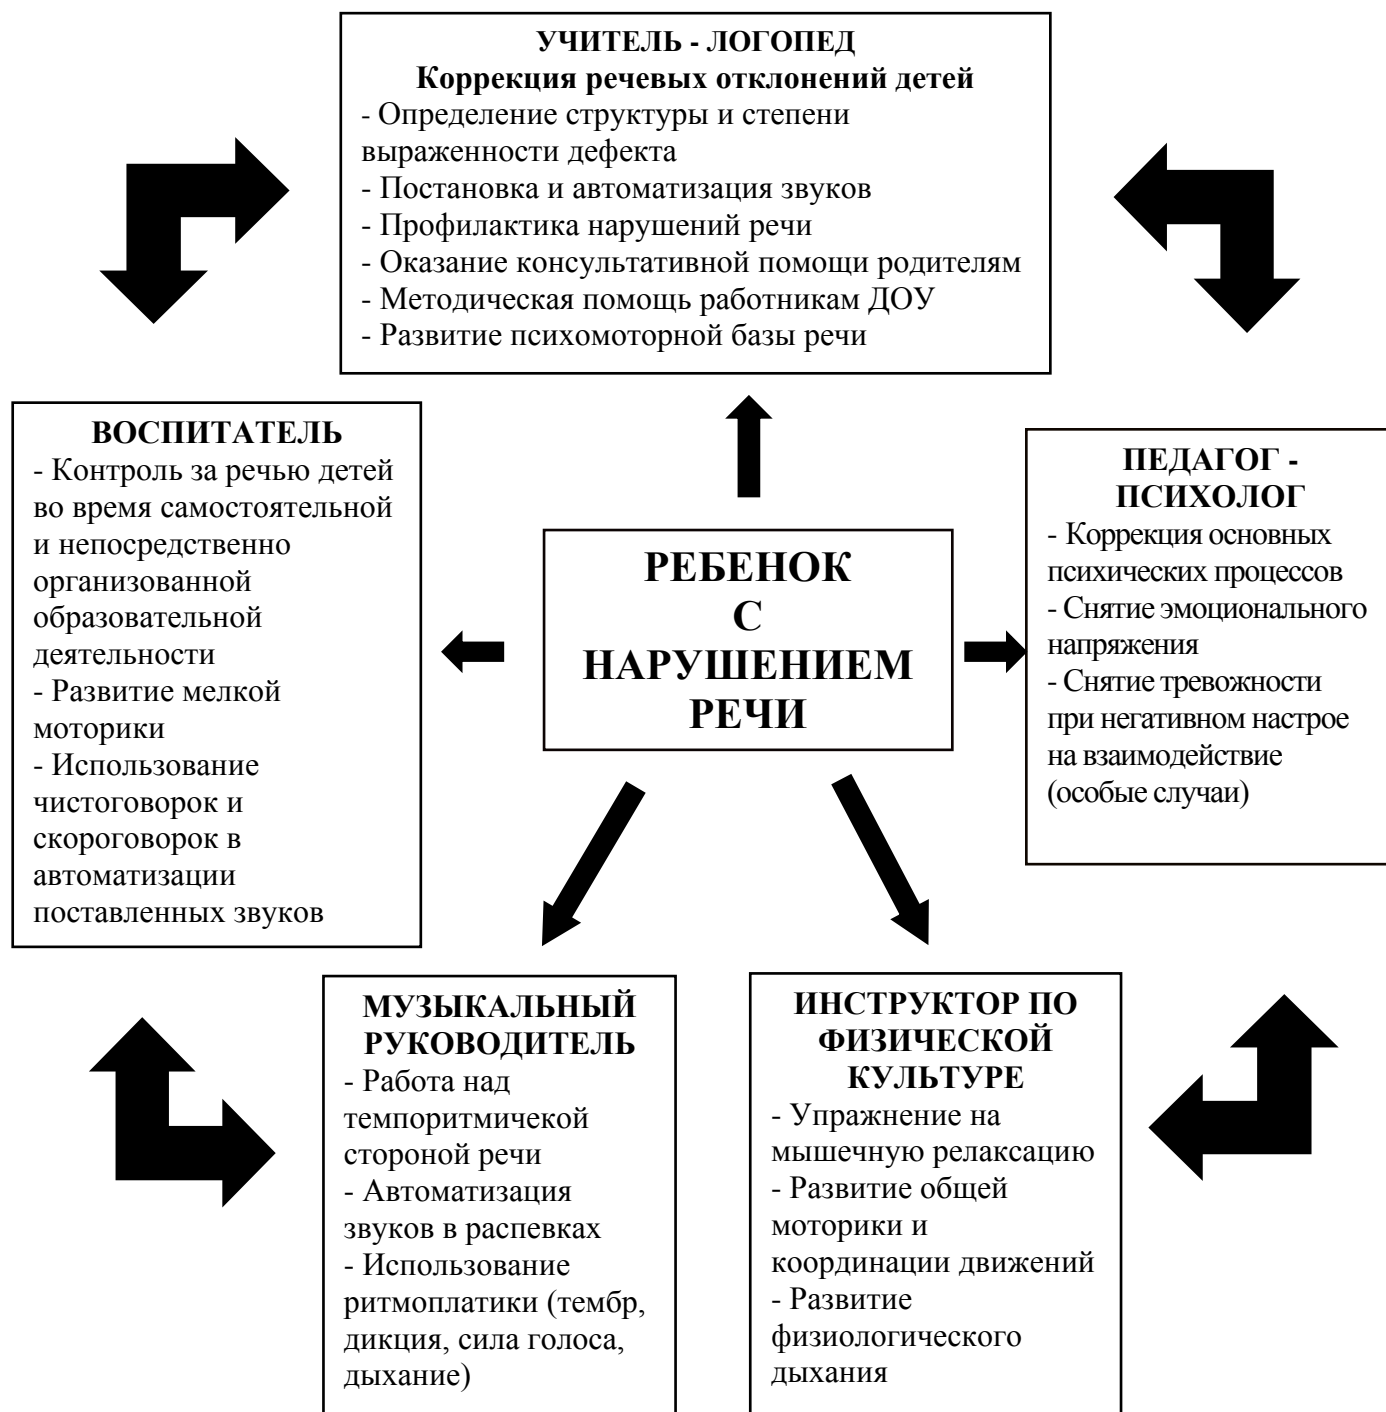 УЧИТЕЛЬ - ЛОГОПЕД
Коррекция речевых отклонений детей
- Определение структуры и степени
выраженности дефекта
- Постановка и автоматизация звуков
- Профилактика нарушений речи
- Оказание консультативной помощи родителям
- Методическая помощь работникам ДОУ
- Развитие психомоторной базы речи
ВОСПИТАТЕЛЬ
- Контроль за речью детей
во время самостоятельной
и непосредственно
организованной
образовательной
деятельности
- Развитие мелкой
моторики
- Использование
чистоговорок и
скороговорок в
автоматизации
поставленных звуков
РЕБЕНОК
С
НАРУШЕНИЕМ
РЕЧИ
ПЕДАГОГ -
ПСИХОЛОГ
- Коррекция основных
психических процессов
- Снятие эмоционального
напряжения
- Снятие тревожности
при негативном настрое
на взаимодействие
(особые случаи)
МУЗЫКАЛЬНЫЙ
РУКОВОДИТЕЛЬ
- Работа над
темпоритмичекой
стороной речи
- Автоматизация
звуков в распевках
- Использование
ритмоплатики (тембр,
дикция, сила голоса,
дыхание)
ИНСТРУКТОР ПО
ФИЗИЧЕСКОЙ
КУЛЬТУРЕ
- Упражнение на
мышечную релаксацию
- Развитие общей
моторики и
координации движений
- Развитие
физиологического
дыхания